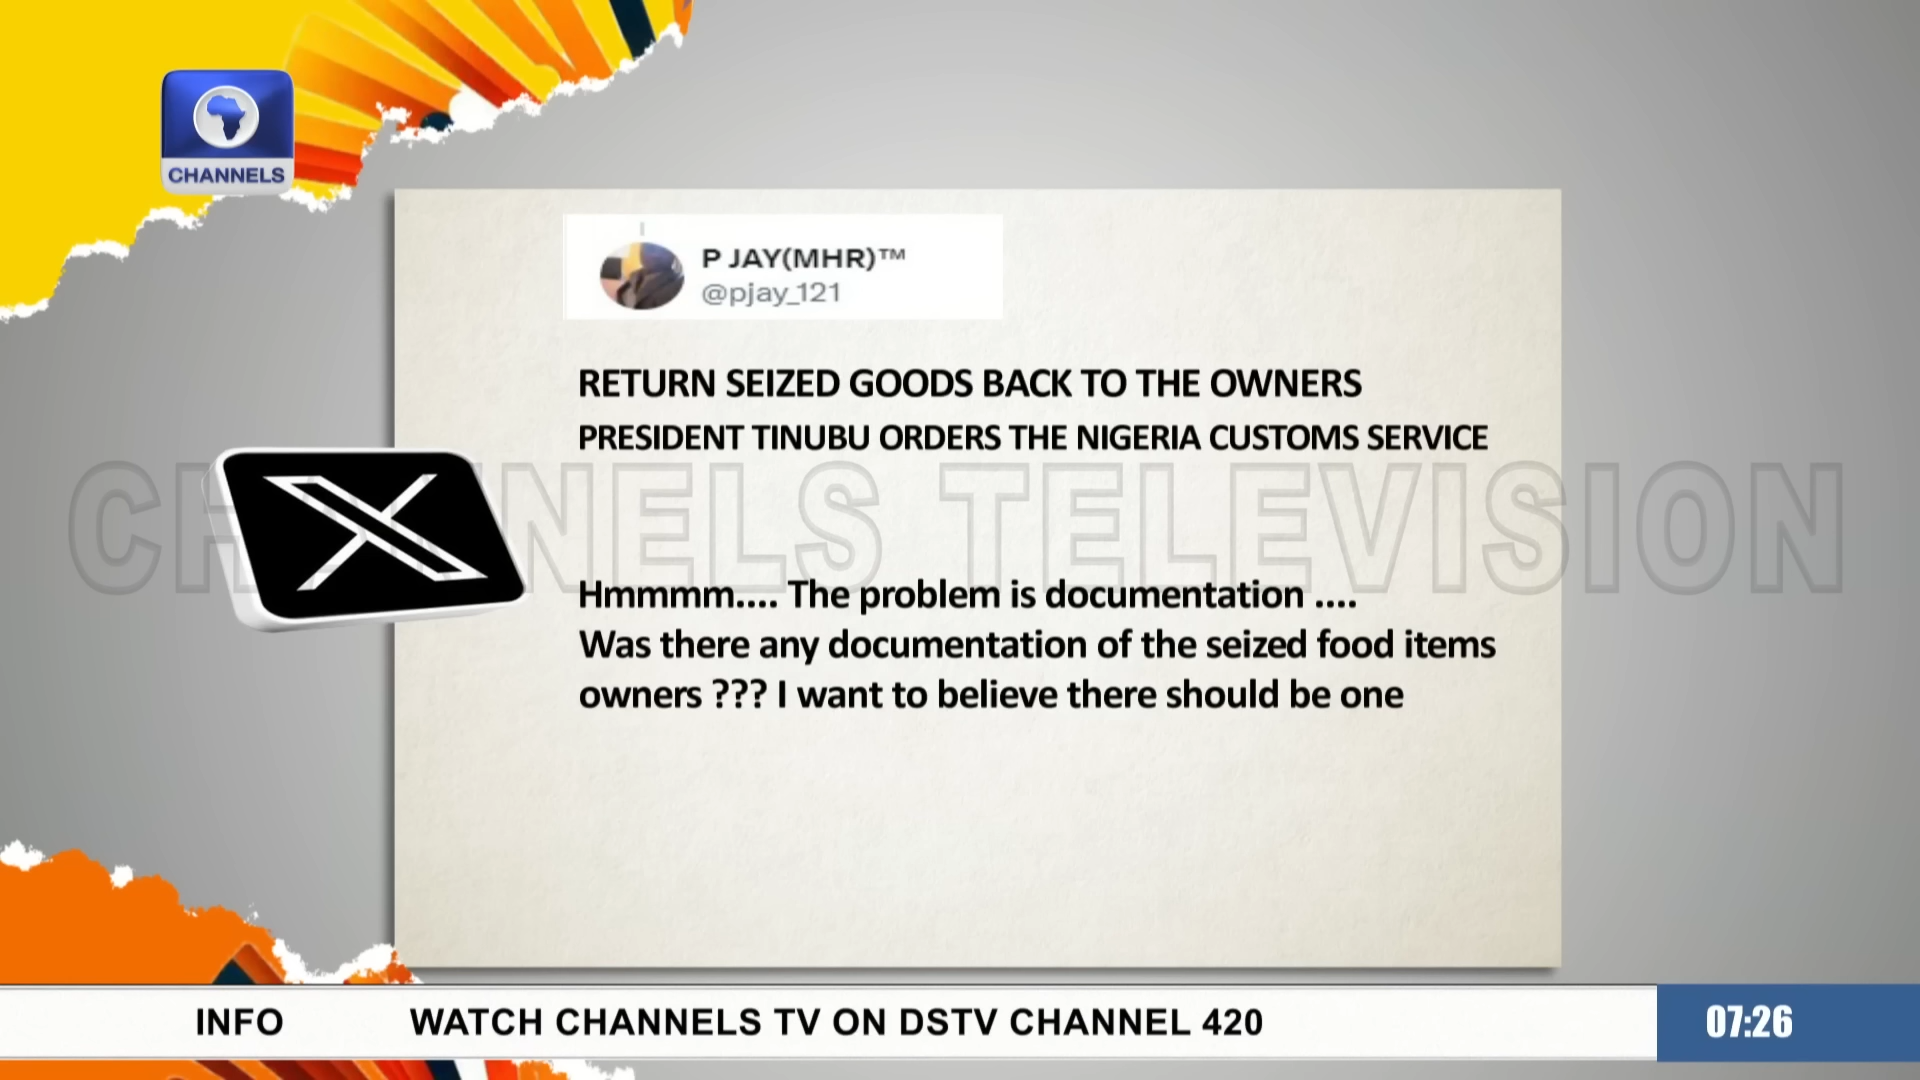 CHANNELS
P JAY(MHR)™
@pjay_121
RETURN SEIZED GOODS BACK TO THE OWNERS
PRESIDENT TINUBU ORDERS THE NIGERIA CUSTOMS SERVICE
CHANNELS TELEVISION
Hmmmm.... The problem is documentation ....
Was there any documentation of the seized food items
owners ??? I want to believe there should be one
INFO WATCH CHANNELS TV ON DSTV CHANNEL 420 07:26